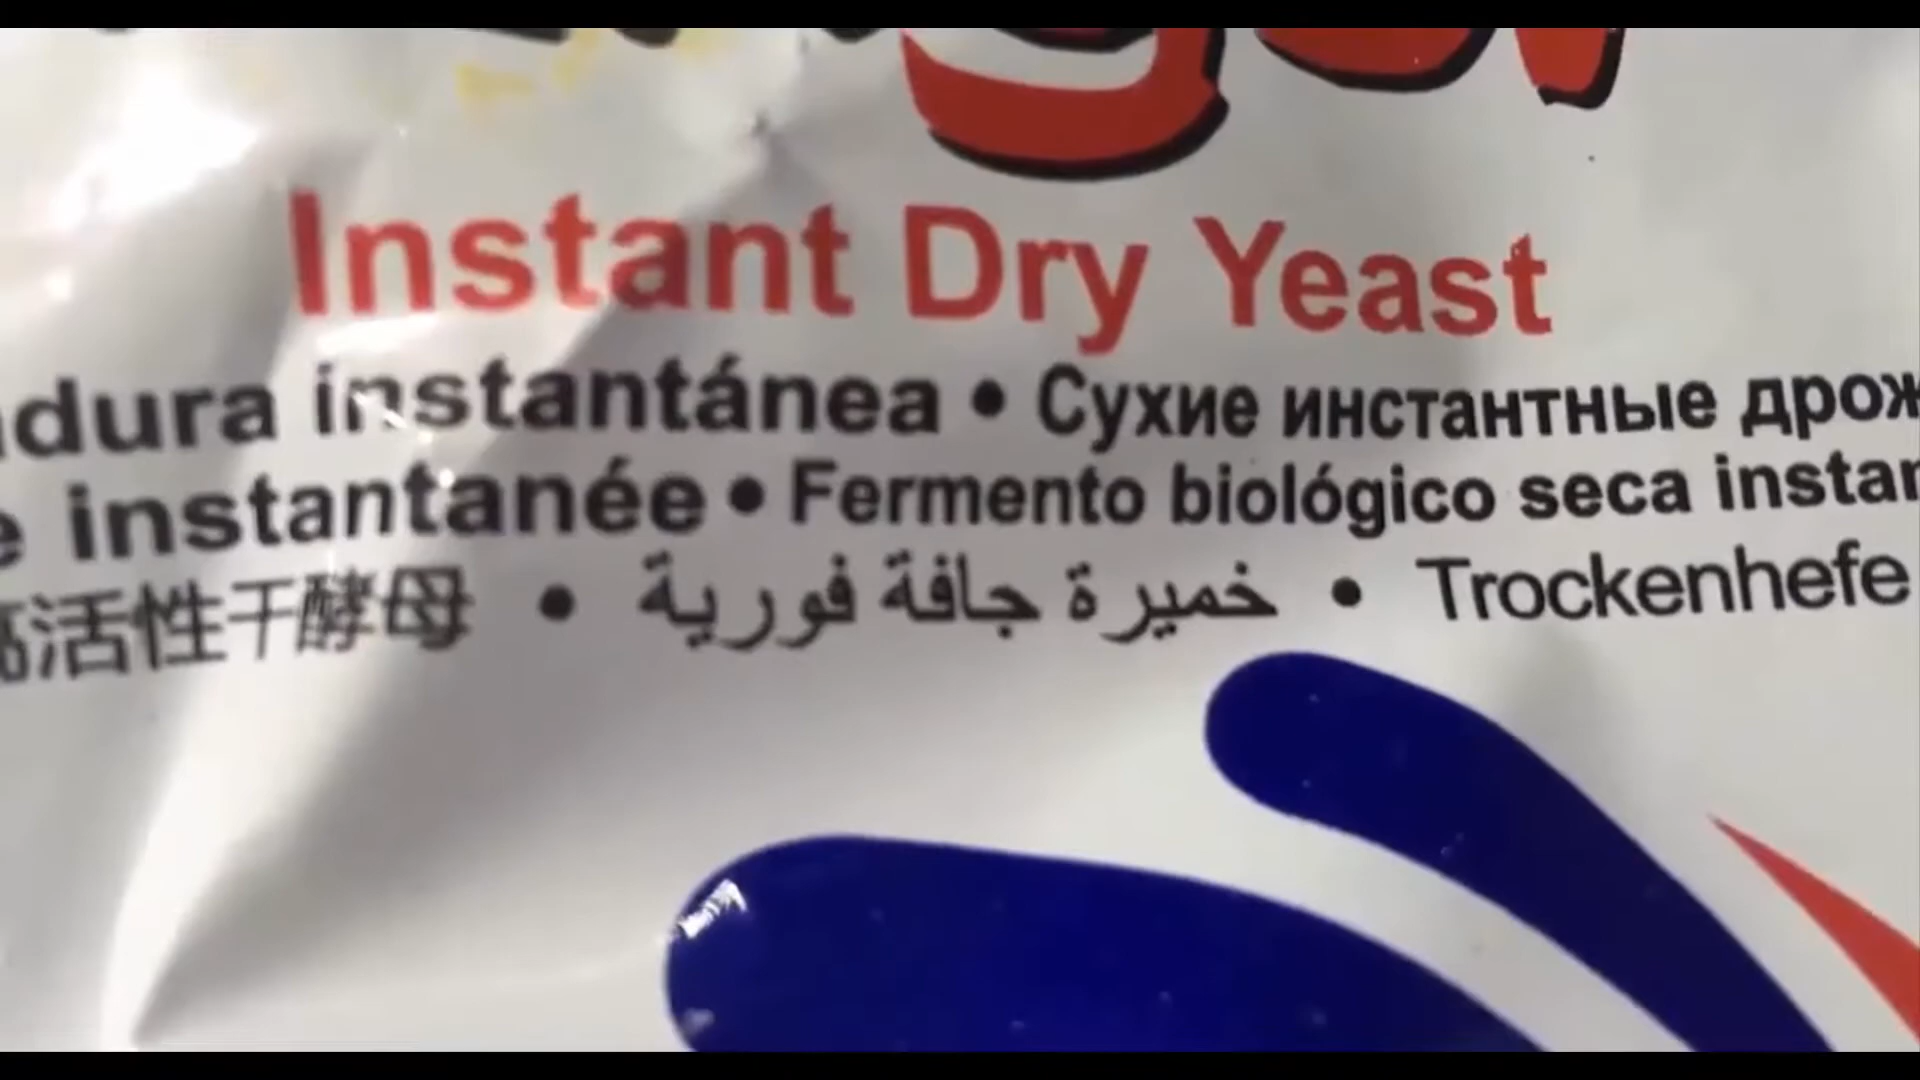 Instant Dry Yeast
instantánea • Сухие инстантные
instantanée • Fermento biológico seca
活性干酵母 • خميرة جافة فورية • Trockenhefe